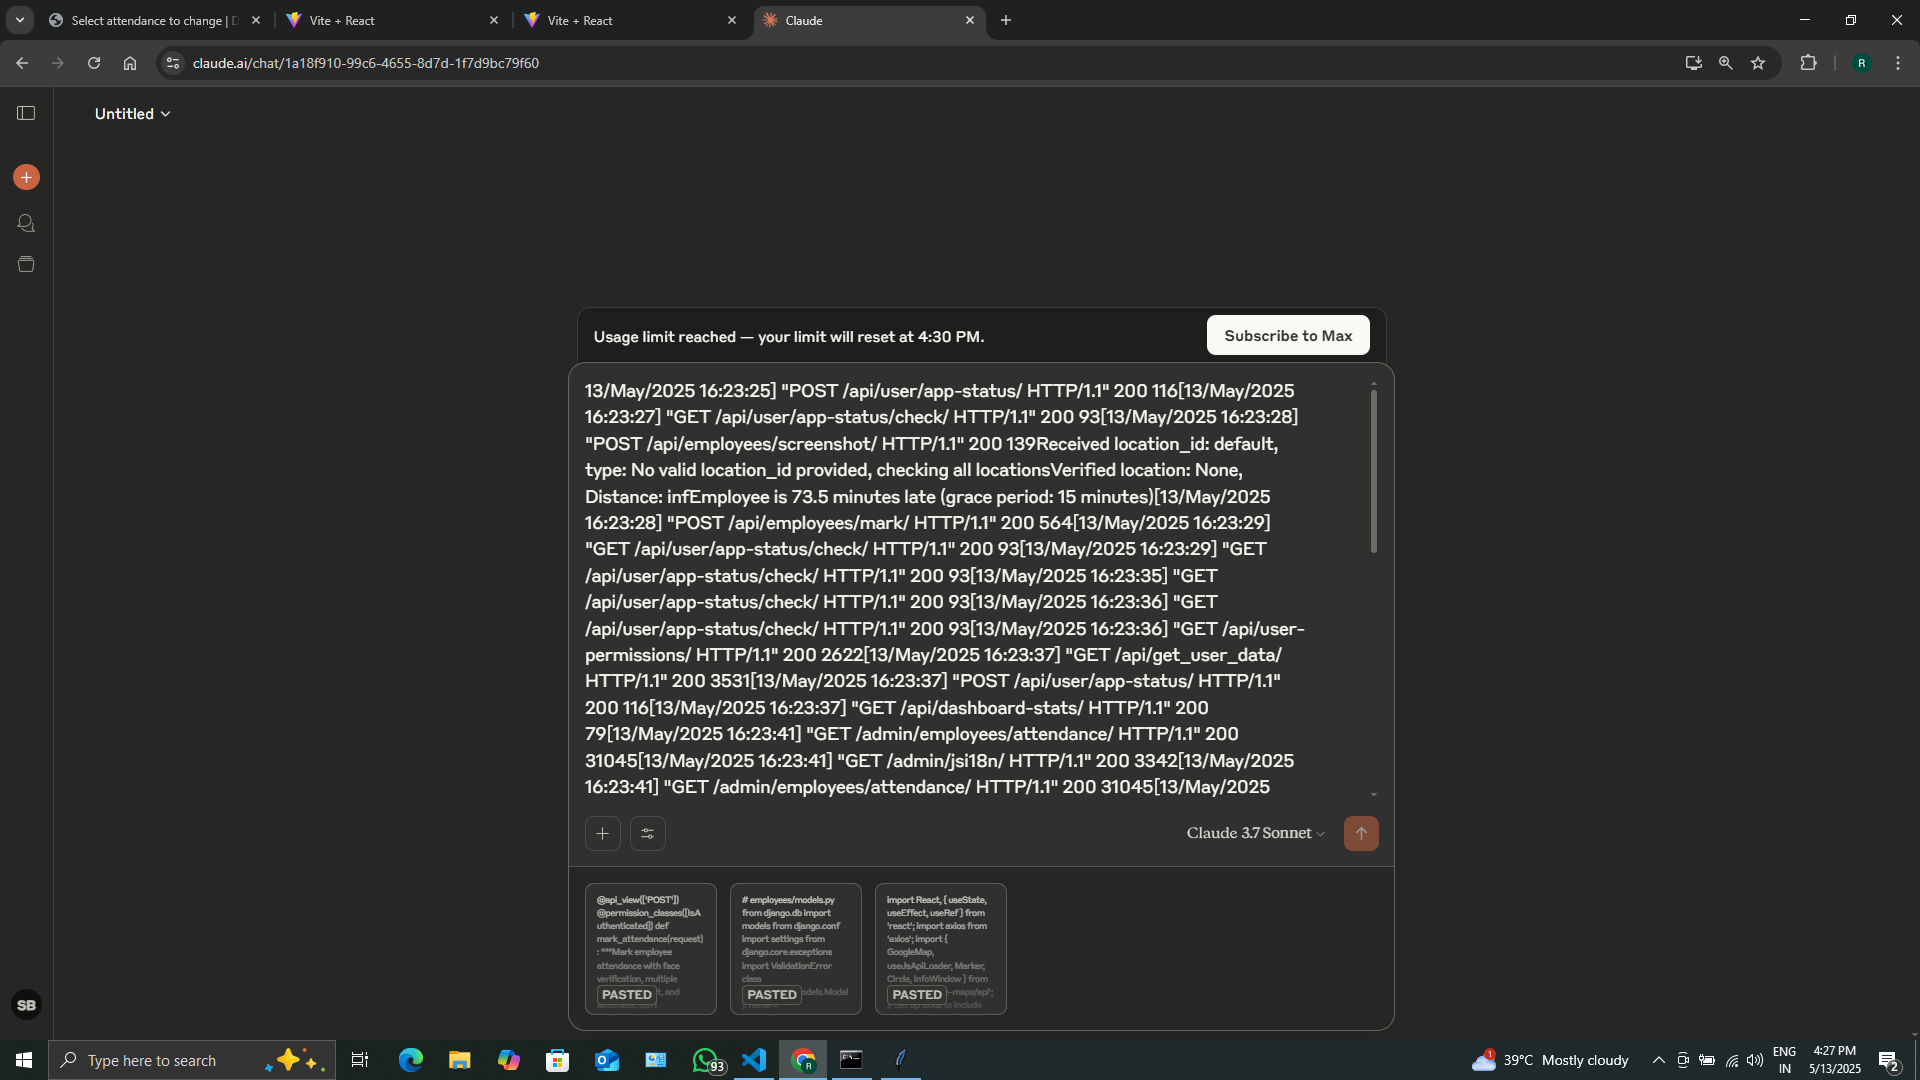 Select attendance to change | D
Vite + React
Vite + React
Claude
claude.ai/chat/1a18f910-99c6-4655-8d7d-1f7d9bc79f60
R
Untitled
Usage limit reached — your limit will reset at 4:30 PM.
Subscribe to Max
13/May/2025 16:23:25] "POST /api/user/app-status/ HTTP/1.1" 200 116[13/May/2025
16:23:27] "GET /api/user/app-status/check/ HTTP/1.1" 200 93[13/May/2025 16:23:28]
"POST /api/employees/screenshot/ HTTP/1.1" 200 139Received location_id: default,
type: No valid location_id provided, checking all locationsVerified location: None,
Distance: infEmployee is 73.5 minutes late (grace period: 15 minutes)[13/May/2025
16:23:28] "POST /api/employees/mark/ HTTP/1.1" 200 564[13/May/2025 16:23:29]
"GET /api/user/app-status/check/ HTTP/1.1" 200 93[13/May/2025 16:23:29] "GET
/api/user/app-status/check/ HTTP/1.1" 200 93[13/May/2025 16:23:35] "GET
/api/user/app-status/check/ HTTP/1.1" 200 93[13/May/2025 16:23:36] "GET
/api/user/app-status/check/ HTTP/1.1" 200 93[13/May/2025 16:23:36] "GET /api/user-
permissions/ HTTP/1.1" 200 2622[13/May/2025 16:23:37] "GET /api/get_user_data/
HTTP/1.1" 200 3531[13/May/2025 16:23:37] "POST /api/user/app-status/ HTTP/1.1"
200 116[13/May/2025 16:23:37] "GET /api/dashboard-stats/ HTTP/1.1" 200
79[13/May/2025 16:23:41] "GET /admin/employees/attendance/ HTTP/1.1" 200
31045[13/May/2025 16:23:41] "GET /admin/jsi18n/ HTTP/1.1" 200 3342[13/May/2025
16:23:41] "GET /admin/employees/attendance/ HTTP/1.1" 200 31045[13/May/2025
Claude 3.7 Sonnet
@api_view(['POST'])
@permission_classes([IsA
uthenticated]) def
mark_attendance(request)
: """Mark employee
attendance with face
verification, multiple
t, and
PASTED
# employees/models.py
from django.db import
models from django.conf
import settings from
django.core.exceptions
import ValidationError
class
odels.Model
PASTED
import React, { useState,
useEffect, useRef } from
'react'; import axios from
'axios'; import {
GoogleMap,
useJsApiLoader, Marker,
Circle, InfoWindow } from
-maps/api';
PASTED
SB
Type here to search
93
R
1
39°C Mostly cloudy
ENG
IN
4:27 PM
5/13/2025
2